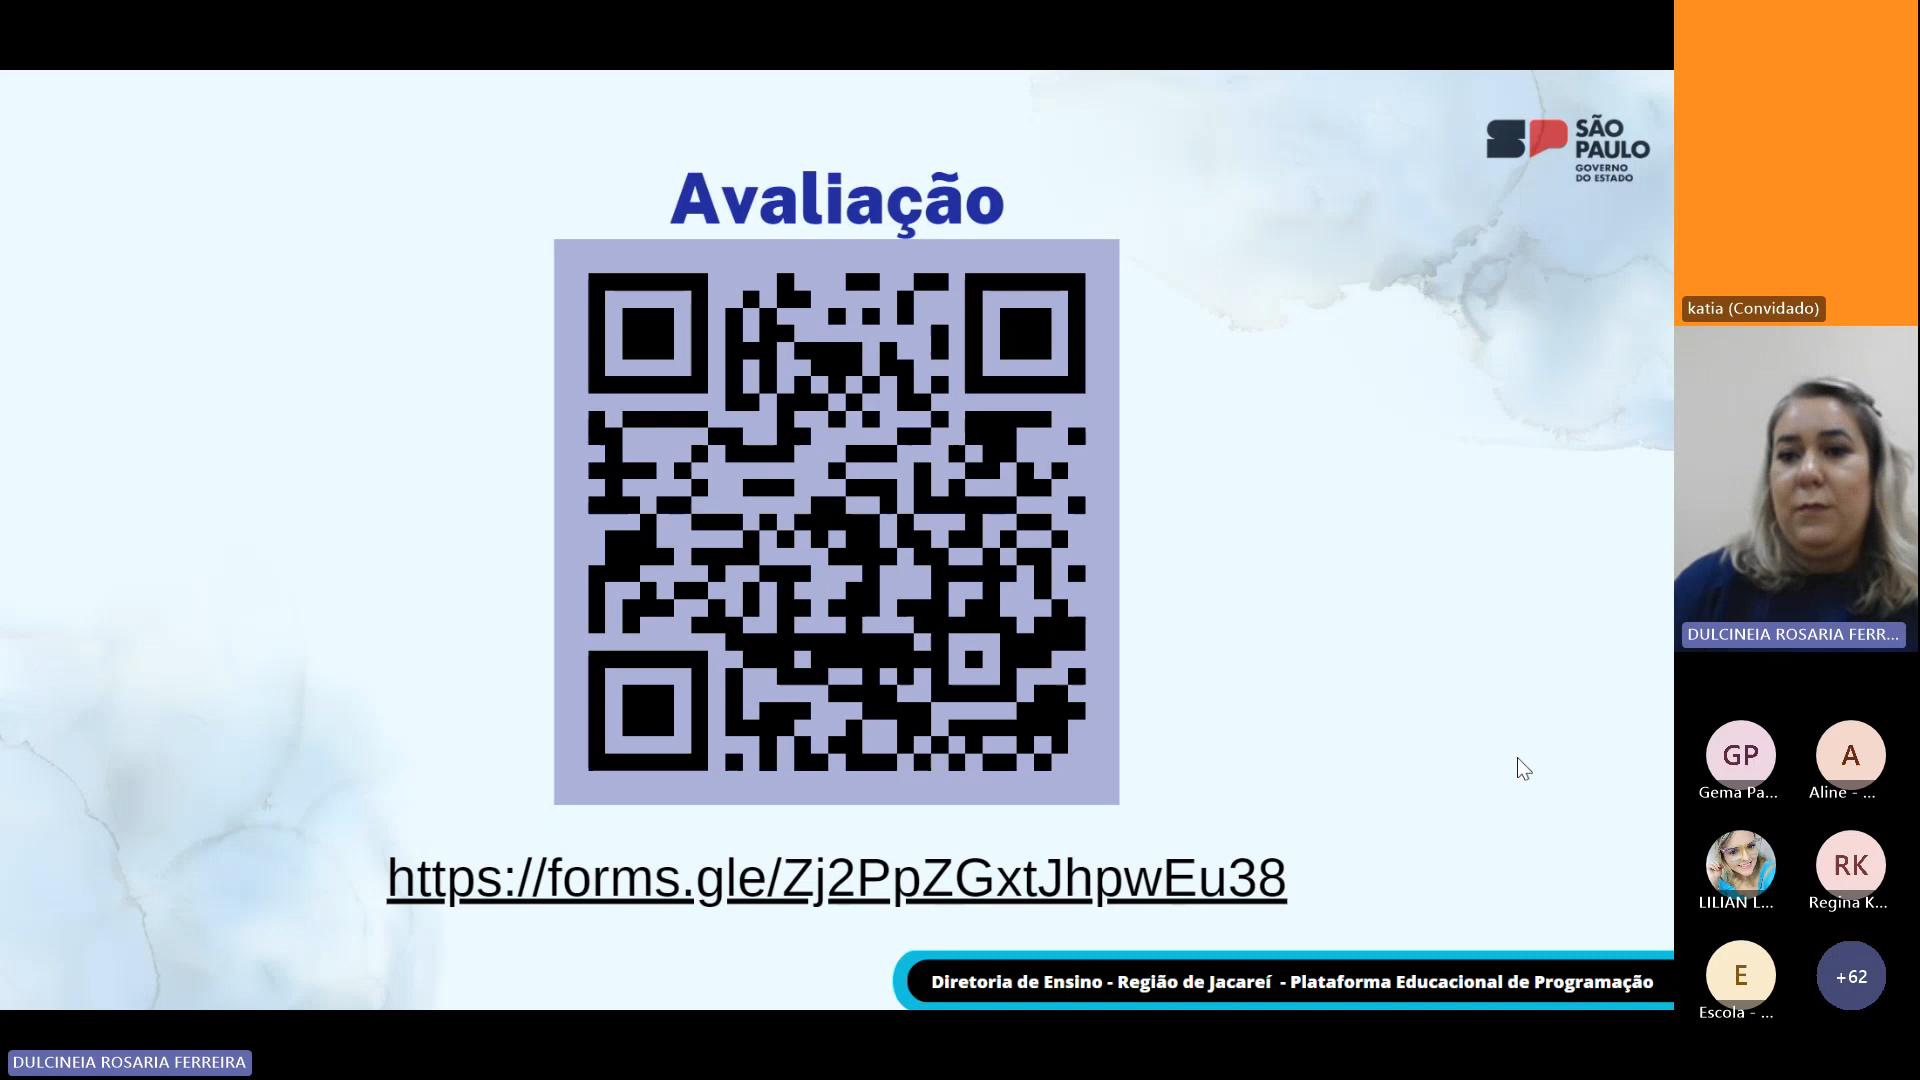 Avaliação
SÃO
PAULO
GOVERNO
DO ESTADO
https://forms.gle/Zj2PpZGxtJhpwEu38
Diretoria de Ensino - Região de Jacareí - Plataforma Educacional de Programação
katia (Convidado)
DULCINEIA ROSARIA FERR...
GP
Gema Pa...
A
Aline - ...
LILIAN L...
RK
Regina K...
E
Escola - ...
+62
DULCINEIA ROSARIA FERREIRA